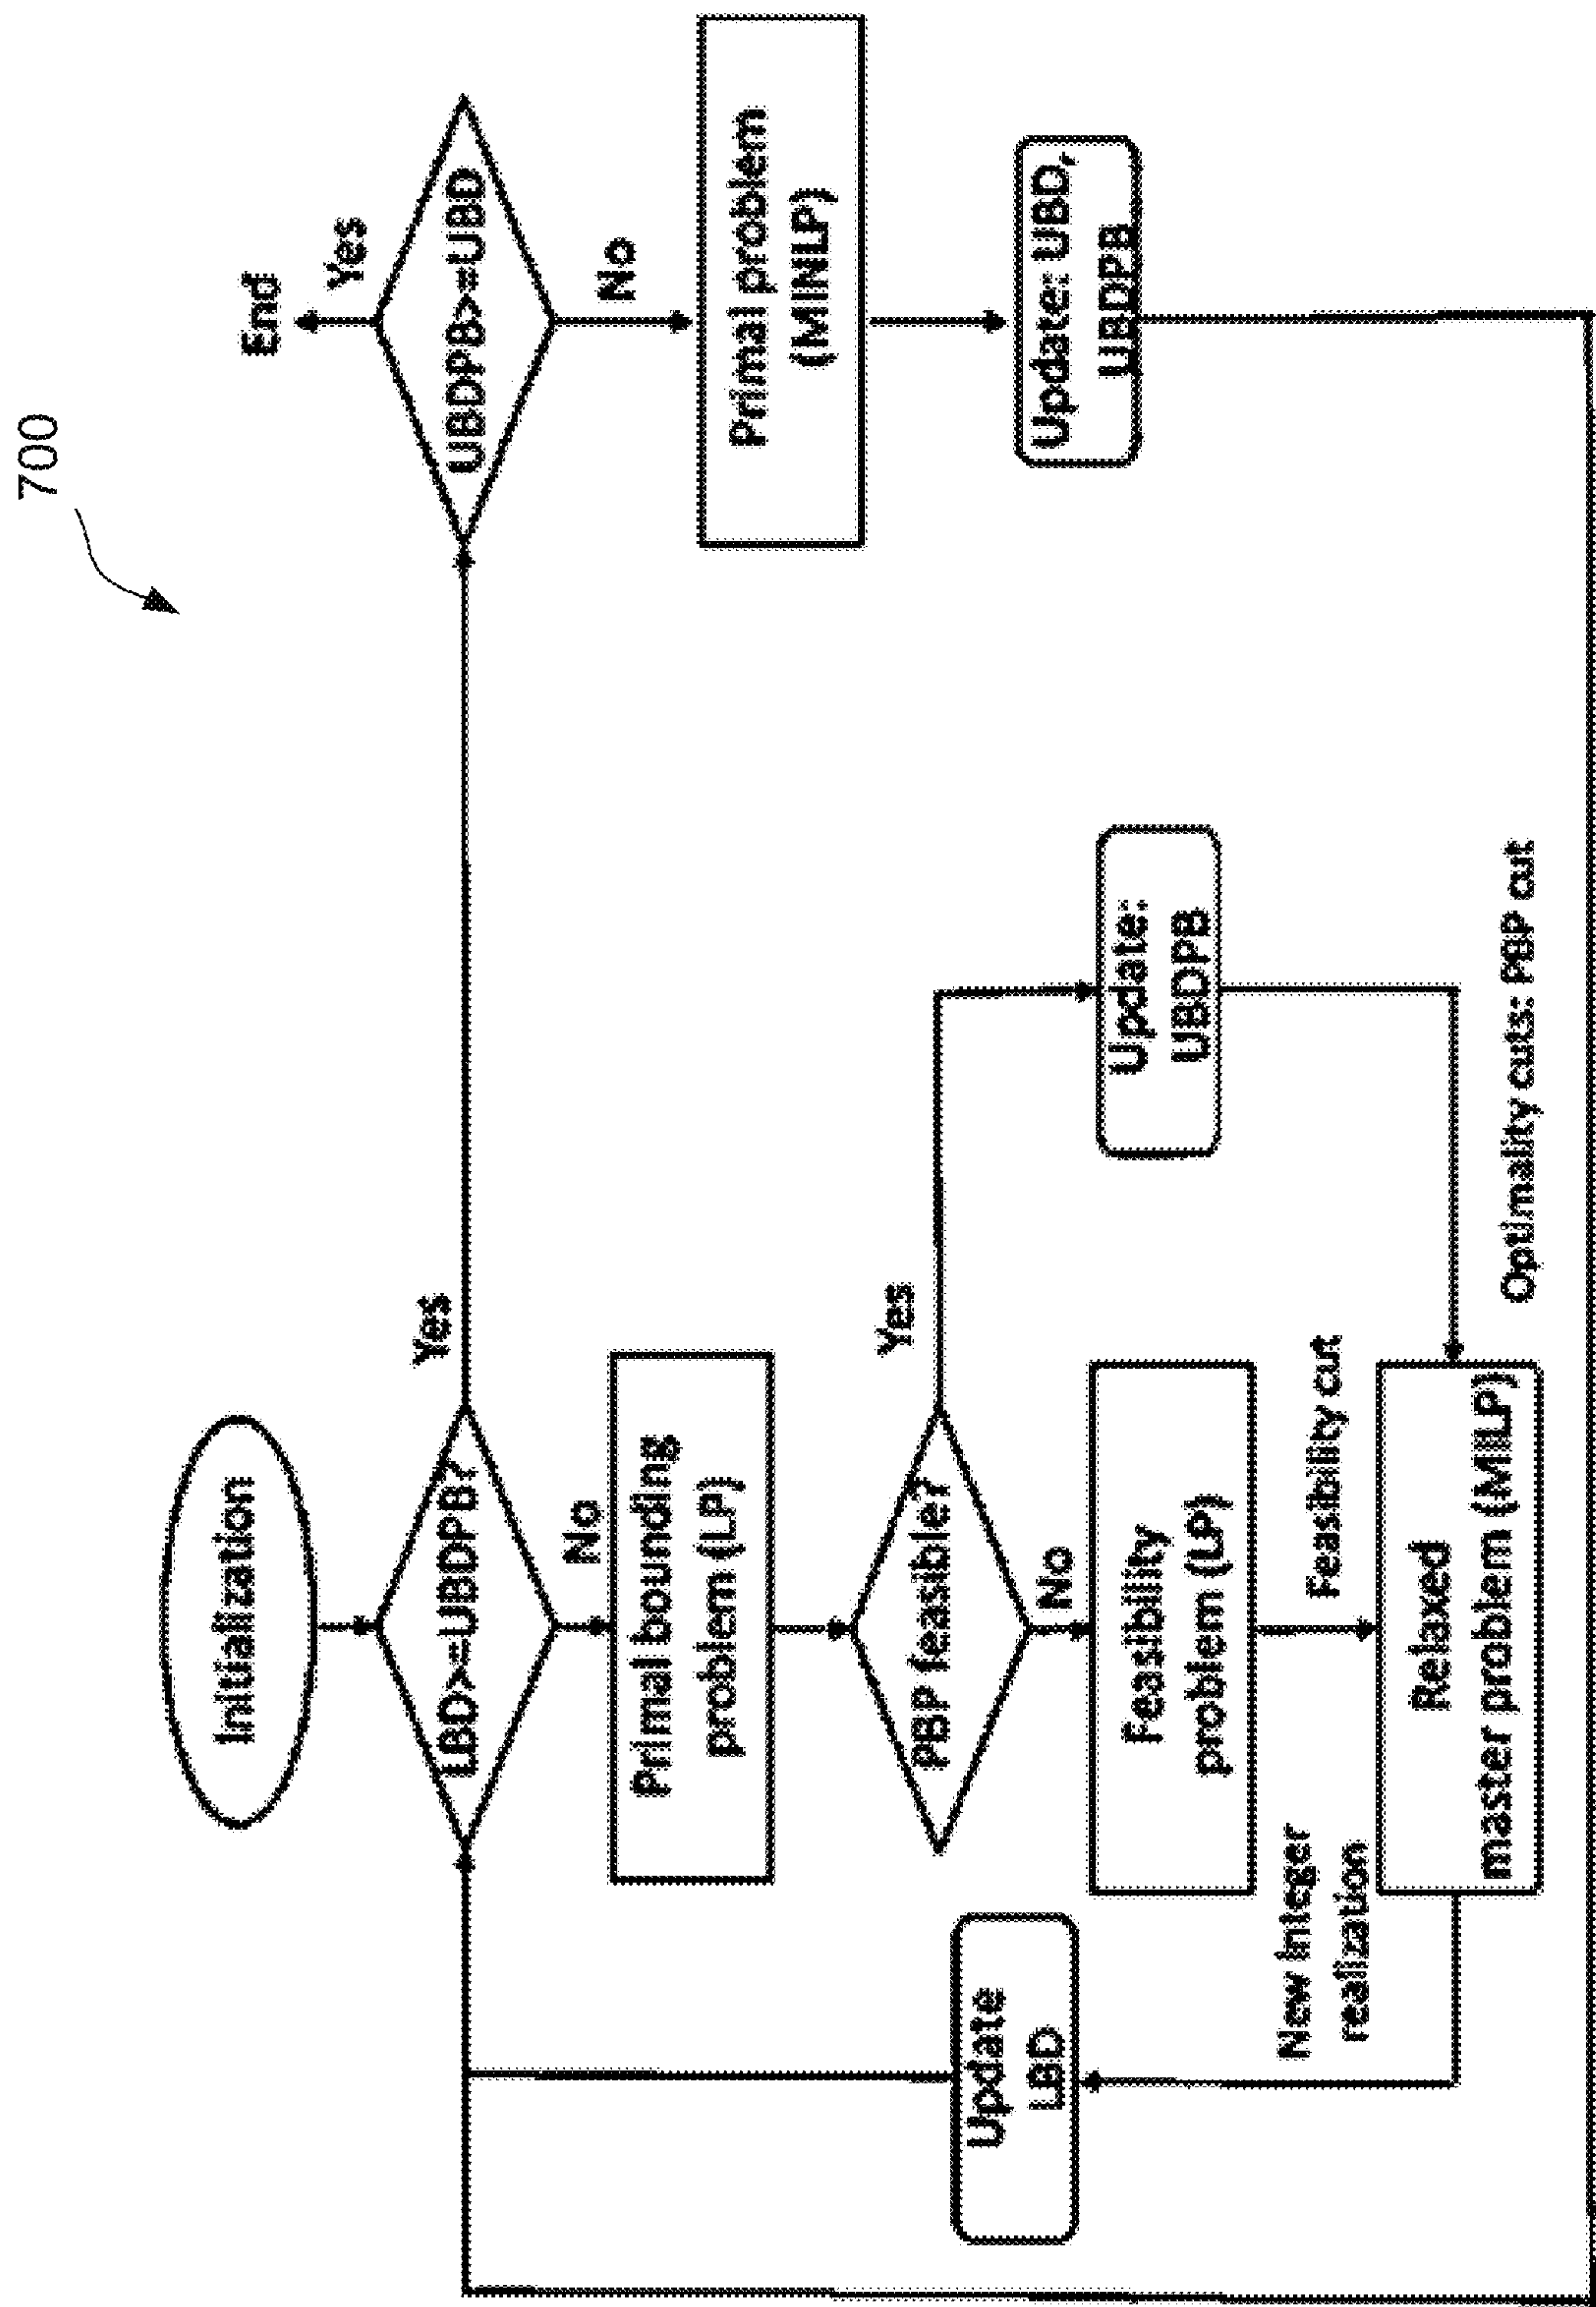 700
Initialization
LBD>=UBDPB?
Yes
No
UBDPB>=UBD
Yes
End
No
Primal bounding
problem (LP)
Primal problem
(MINLP)
PBP feasible?
Yes
No
Update: UBD,
UBDPB
Update
LBD
Feasibility
problem (LP)
Update:
UBDPB
New integer
realization
Feasibility cut
Relaxed
master problem (MILP)
Optimality cuts: PBP cut